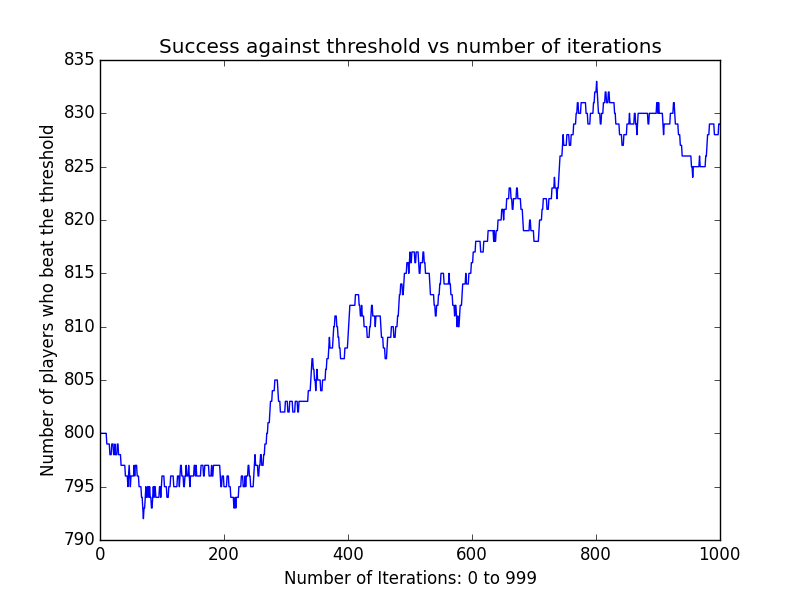 Success against threshold vs number of iterations
835
830
825
820
815
810
805
800
795
790
Number of players who beat the threshold
0 200 400 600 800 1000
Number of Iterations: 0 to 999